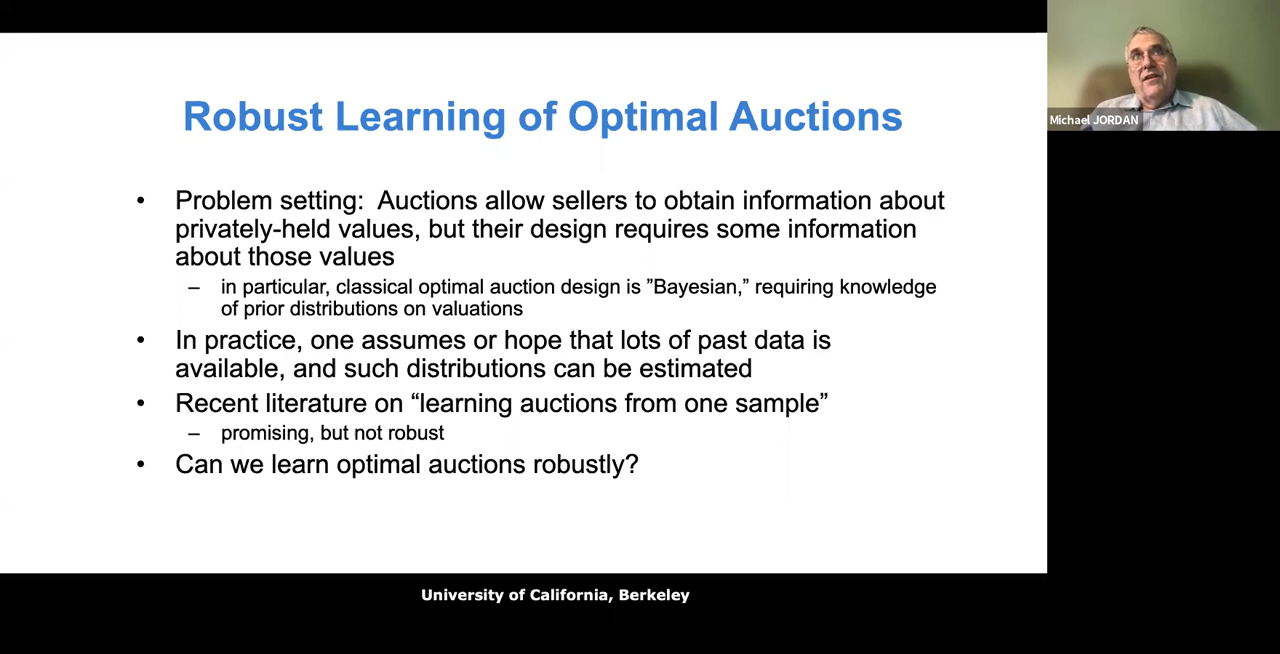 Robust Learning of Optimal Auctions
Michael JORDAN
• Problem setting: Auctions allow sellers to obtain information about
privately-held values, but their design requires some information
about those values
– in particular, classical optimal auction design is ”Bayesian,” requiring knowledge
of prior distributions on valuations
• In practice, one assumes or hope that lots of past data is
available, and such distributions can be estimated
• Recent literature on “learning auctions from one sample”
– promising, but not robust
• Can we learn optimal auctions robustly?
University of California, Berkeley